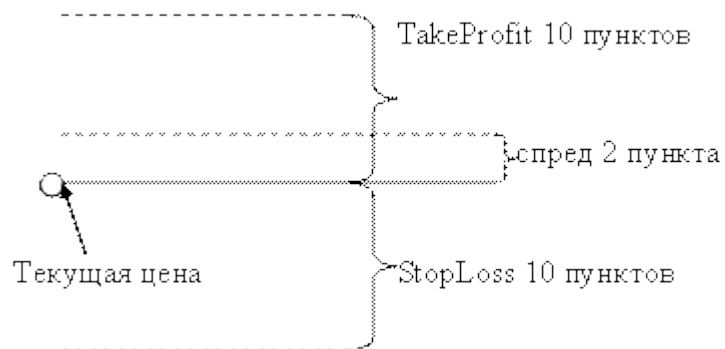 TakeProfit 10 пунктов
спред 2 пункта
Текущая цена
StopLoss 10 пунктов